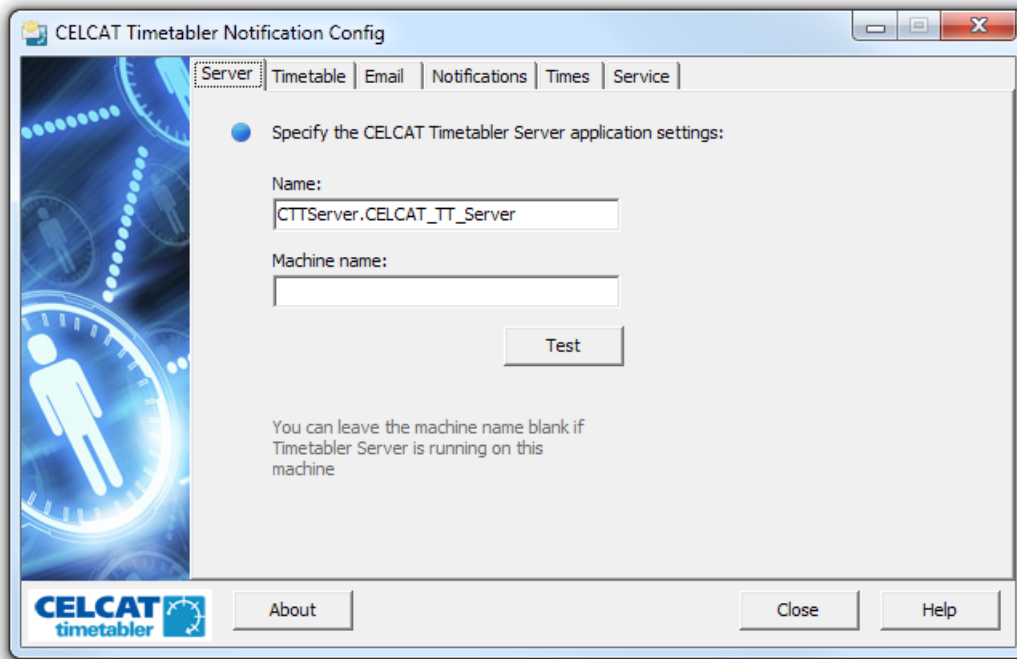 CELCAT Timetabler Notification Config
Server Timetable Email Notifications Times Service
Specify the CELCAT Timetabler Server application settings:
Name:
CTTServer.CELCAT_TT_Server
Machine name:
Test
You can leave the machine name blank if
Timetabler Server is running on this
machine
CELCAT
timetabler
About Close Help